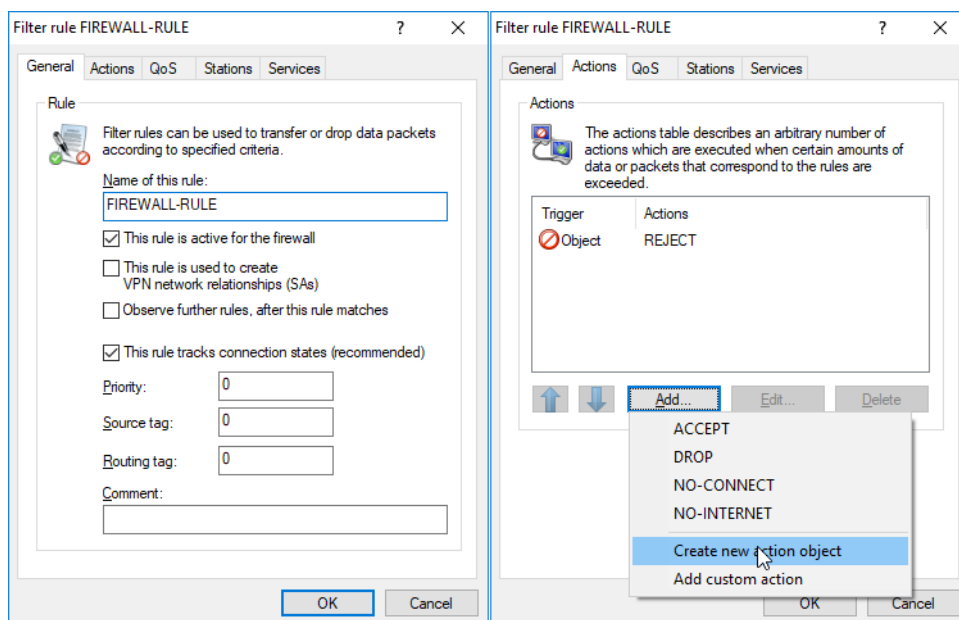 Filter rule FIREWALL-RULE
General Actions QoS Stations Services
Rule
Filter rules can be used to transfer or drop data packets
according to specified criteria.
Name of this rule:
FIREWALL-RULE
This rule is active for the firewall
This rule is used to create
VPN network relationships (SAs)
Observe further rules, after this rule matches
This rule tracks connection states (recommended)
Priority: 0
Source tag: 0
Routing tag: 0
Comment:
OK Cancel
Filter rule FIREWALL-RULE
General Actions QoS Stations Services
Actions
The actions table describes an arbitrary number of
actions which are executed when certain amounts of
data or packets that correspond to the rules are
exceeded.
Trigger Actions
Object REJECT
Add... Edit... Delete
ACCEPT
DROP
NO-CONNECT
NO-INTERNET
Create new action object
Add custom action
OK Cancel